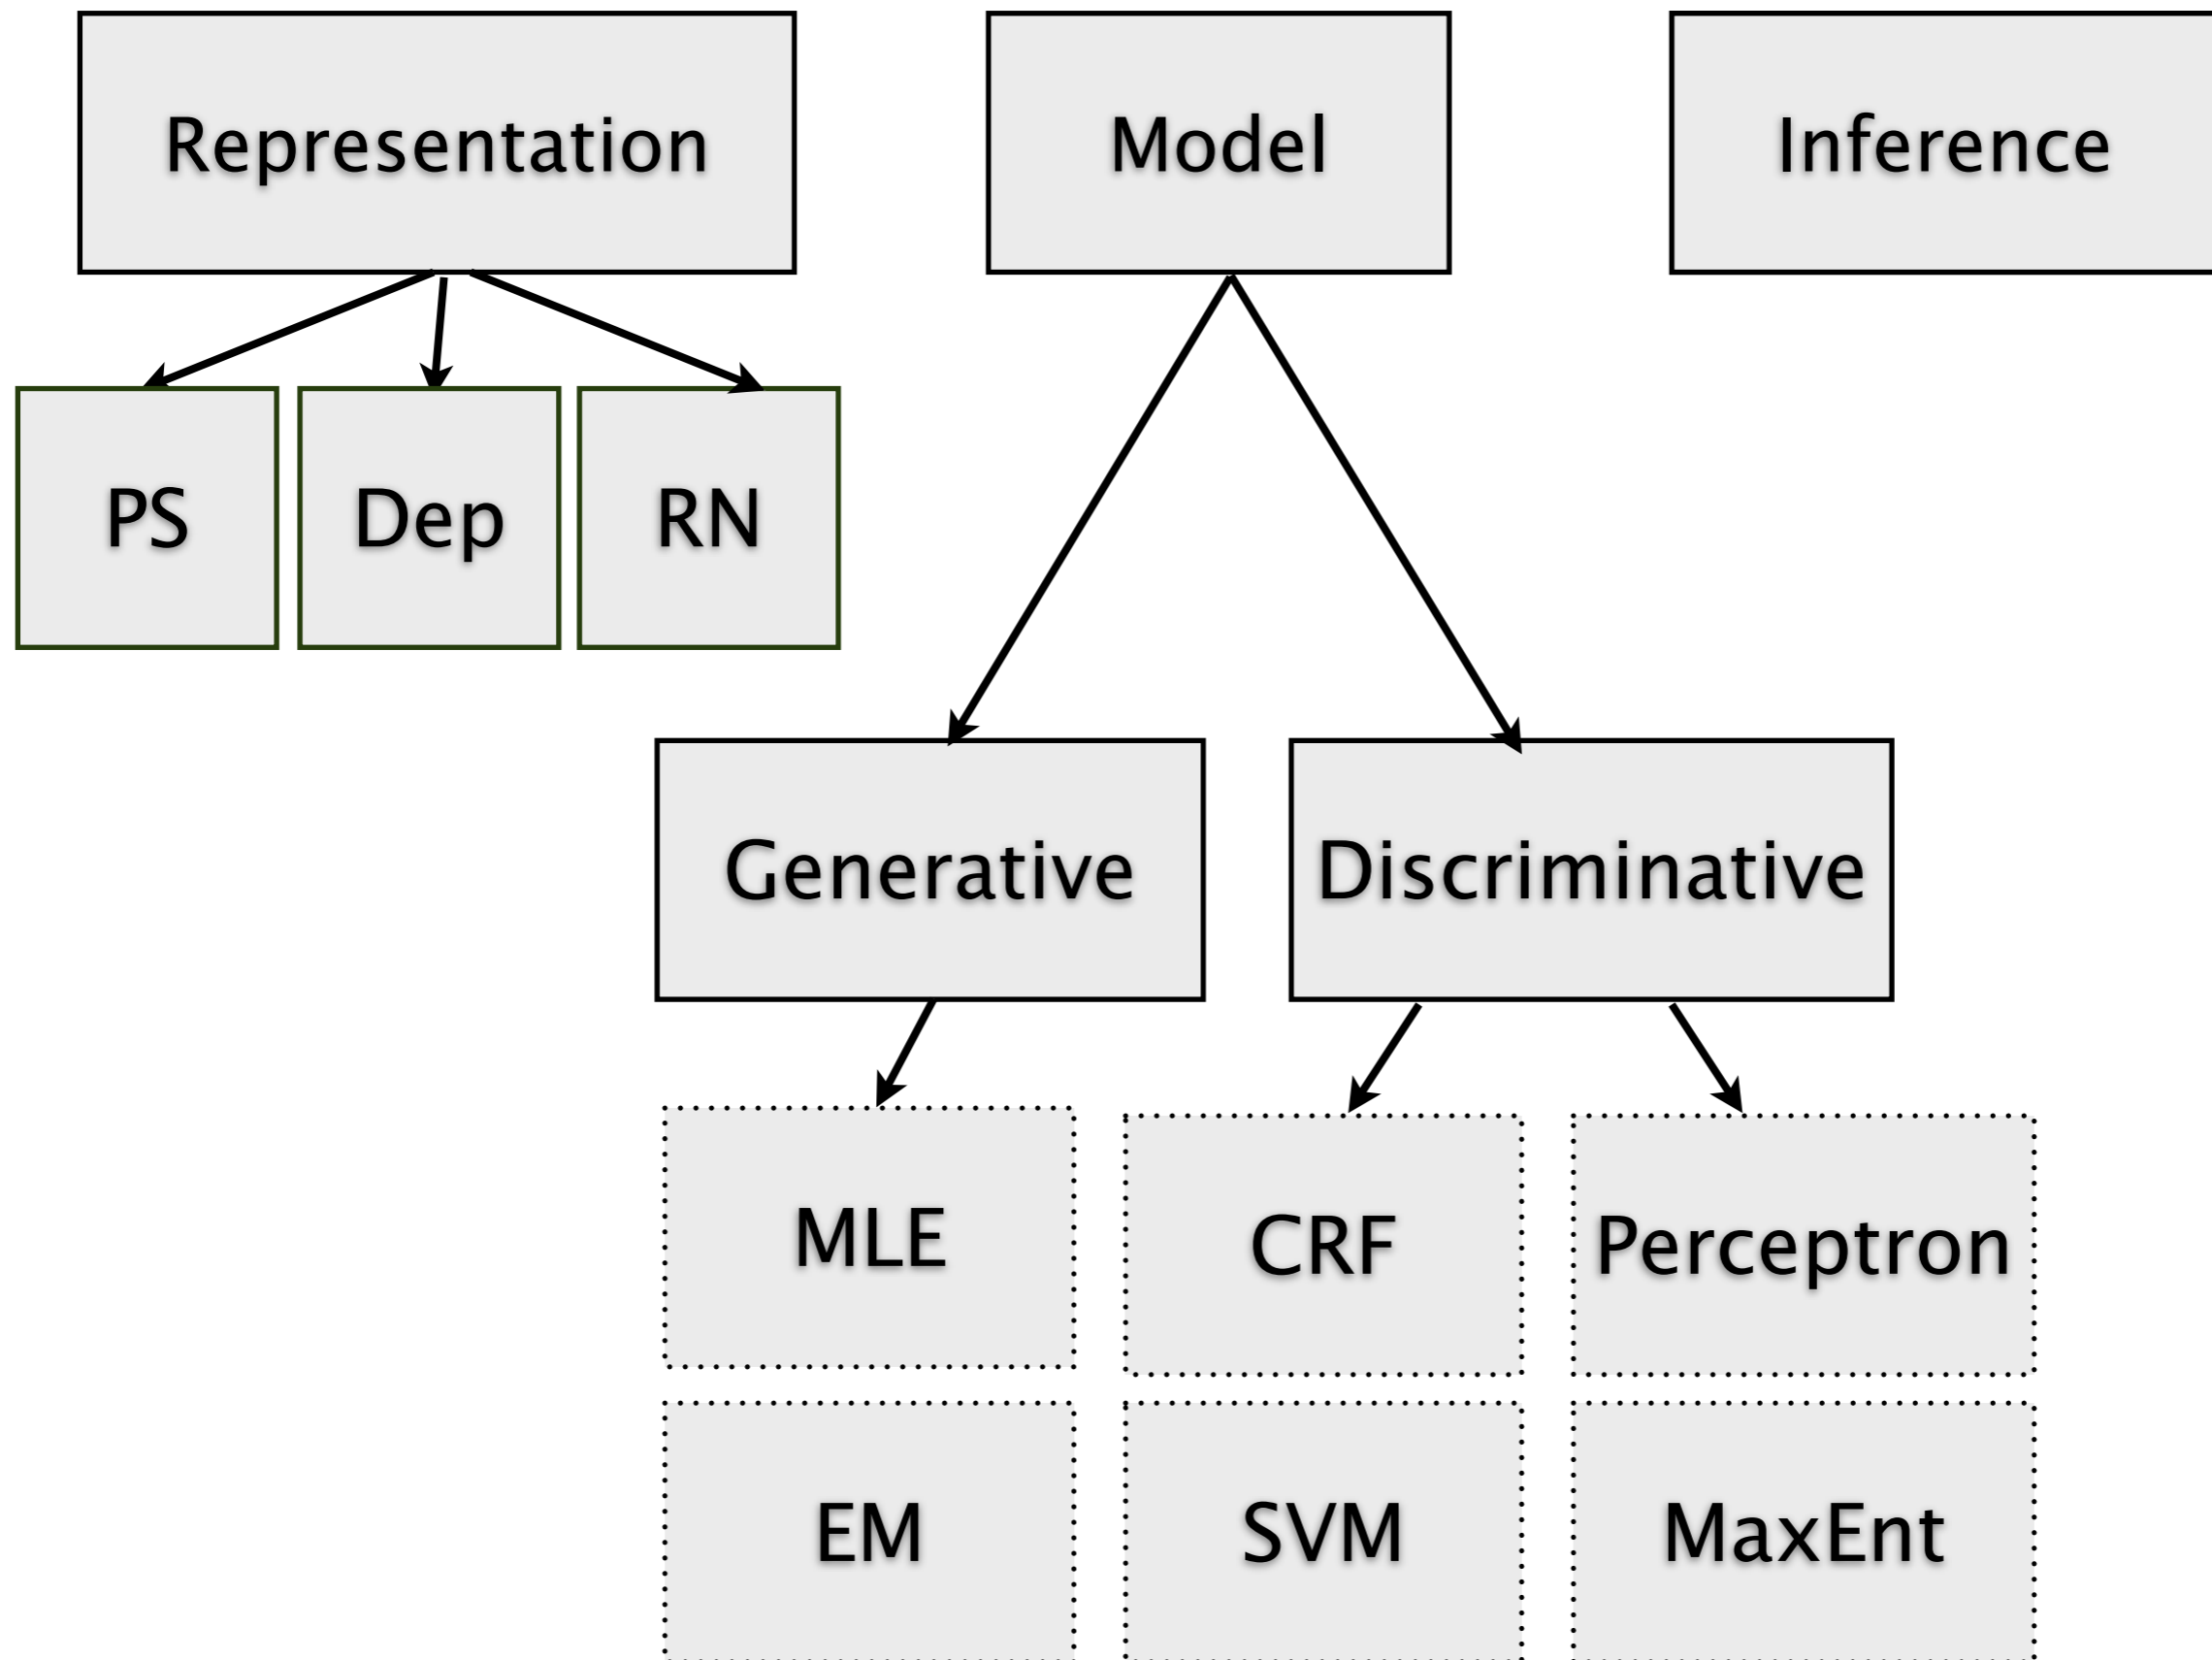 Representation
Model
Inference
PS
Dep
RN
Generative
Discriminative
MLE
CRF
Perceptron
EM
SVM
MaxEnt